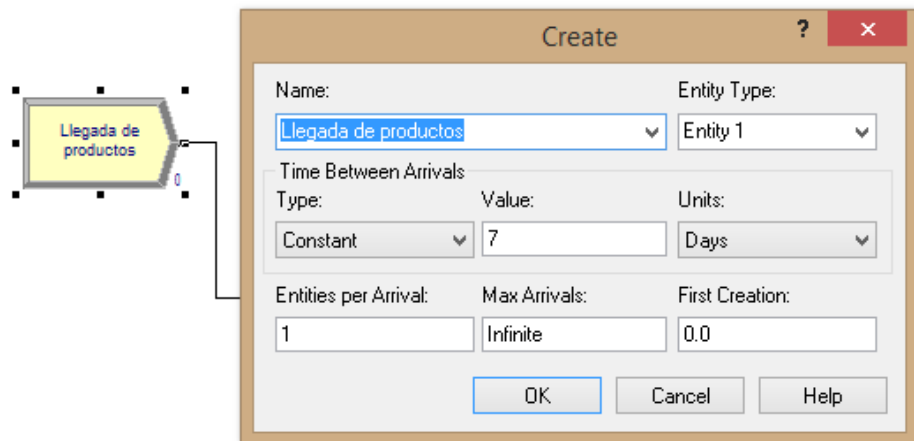 Llegada de
productos
0
Create
?
×
Name:
Entity Type:
Llegada de productos
Entity 1
Time Between Arrivals
Type:
Value:
Units:
Constant
7
Days
Entities per Arrival:
Max Arrivals:
First Creation:
1
Infinite
0.0
OK
Cancel
Help